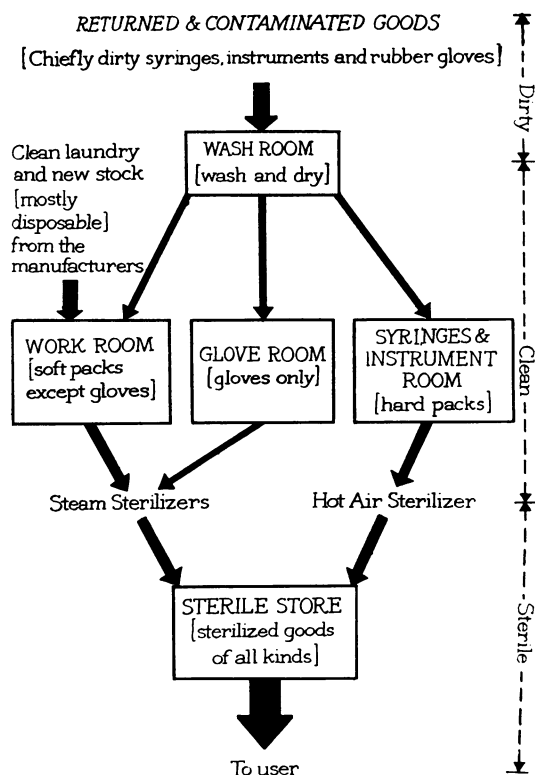 RETURNED & CONTAMINATED GOODS
[Chiefly dirty syringes, instruments and rubber gloves]
Dirty
WASH ROOM
[wash and dry]
Clean laundry
and new stock
[mostly
disposable]
from the
manufacturers
WORK ROOM
[soft packs
except gloves]
GLOVE ROOM
[gloves only]
SYRINGES &
INSTRUMENT
ROOM
[hard packs]
Clean
Steam Sterilizers
Hot Air Sterilizer
STERILE STORE
[sterilized goods
of all kinds]
Sterile
To user